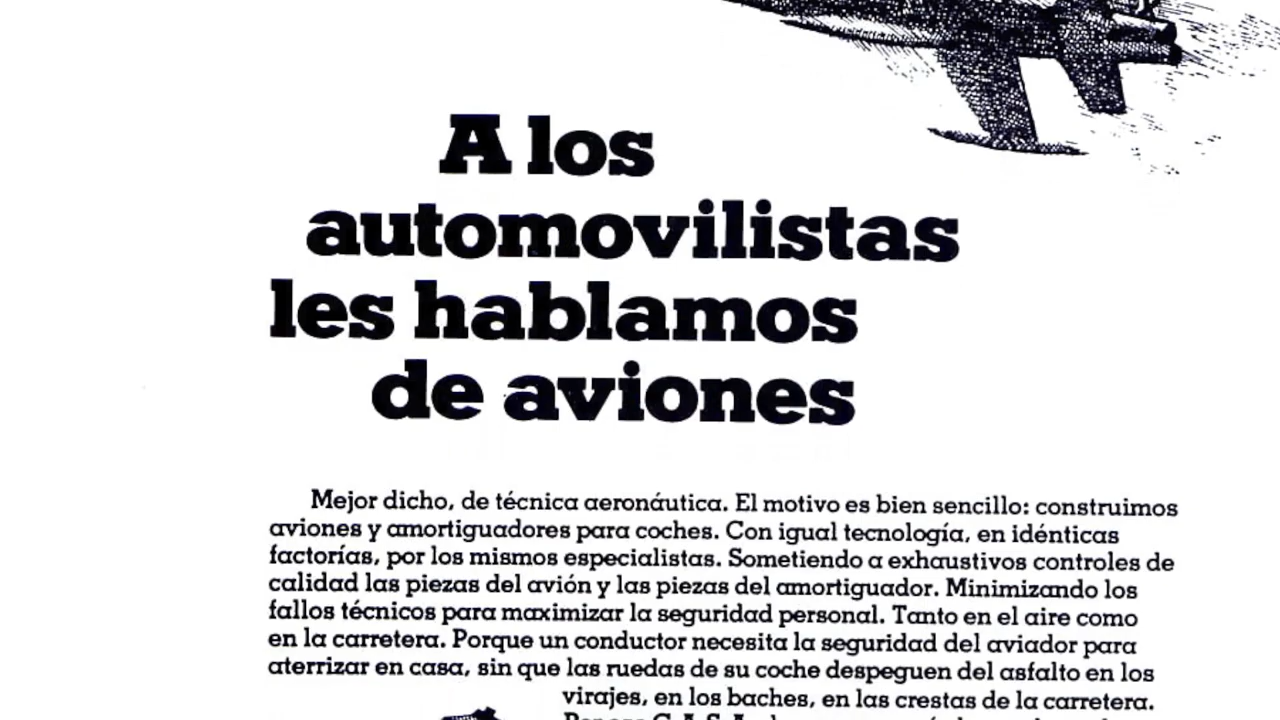 A los
automovilistas
les hablamos
de aviones
Mejor dicho, de técnica aeronáutica. El motivo es bien sencillo: construimos
aviones y amortiguadores para coches. Con igual tecnología, en idénticas
factorías, por los mismos especialistas. Sometiendo a exhaustivos controles de
calidad las piezas del avión y las piezas del amortiguador. Minimizando los
fallos técnicos para maximizar la seguridad personal. Tanto en el aire como
en la carretera. Porque un conductor necesita la seguridad del aviador para
aterrizar en casa, sin que las ruedas de su coche despeguen del asfalto en los
virajes, en los baches, en las crestas de la carretera.